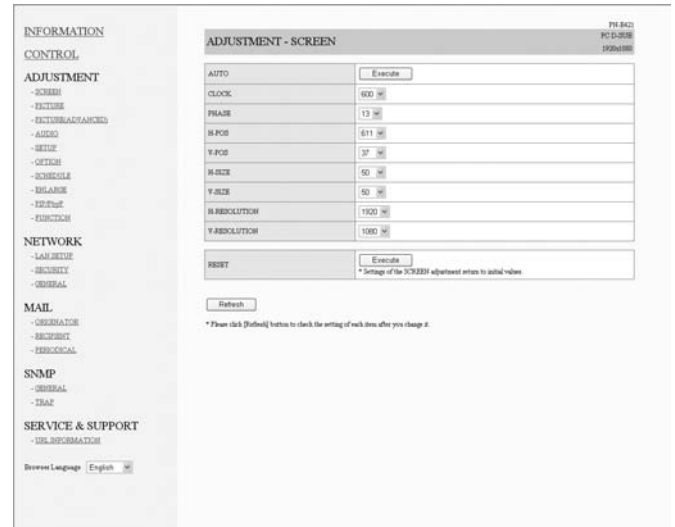 INFORMATION
CONTROL
ADJUSTMENT
- SCREEN
- PICTURE
- PICTURE(ADVANCED)
- AUDIO
- SETUP
- OPTION
- SCHEDULE
- ENLARGE
- PIP/PbyP
- FUNCTION
NETWORK
- LAN SETUP
- SECURITY
- GENERAL
MAIL
- ORIGINATOR
- RECIPIENT
- PERIODICAL
SNMP
- GENERAL
- TRAP
SERVICE & SUPPORT
- URL INFORMATION
Browser Language English
ADJUSTMENT - SCREEN
PN-E421
PC D-SUB
1920x1080
AUTO Execute
CLOCK 600
PHASE 13
H-POS 611
V-POS 37
H-SIZE 50
V-SIZE 50
H-RESOLUTION 1920
V-RESOLUTION 1080
RESET Execute
* Settings of the SCREEN adjustment return to initial values.
Refresh
* Please click [Refresh] button to check the setting of each item after you change it.